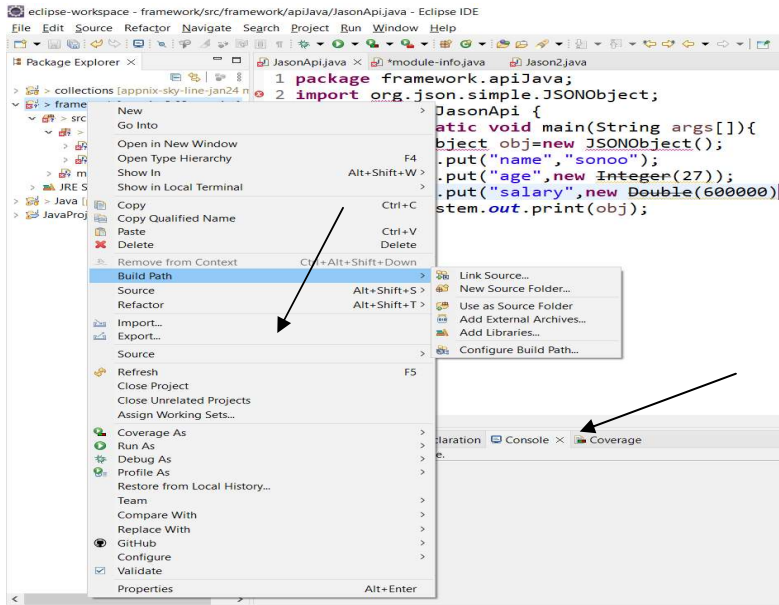 eclipse-workspace - framework/src/framework/apiJava/JasonApi.java - Eclipse IDE
File Edit Source Refactor Navigate Search Project Run Window Help
Package Explorer
JasonApi.java *module-info.java Jason2.java
> collections [appnix-sky-line-jan24 m
> frame
> src
JRE S
> Java [
JavaProj
1 package framework.apiJava;
2 import org.json.simple.JSONObject;
JasonApi {
atic void main(String args[]){
bject obj=new JSONObject();
.put("name","sonoo");
.put("age",new Integer(27));
.put("salary",new Double(600000)
stem.out.print(obj);
New >
Go Into
Open in New Window
Open Type Hierarchy F4
Show In Alt+Shift+W >
Show in Local Terminal >
Copy Ctrl+C
Copy Qualified Name
Paste Ctrl+V
Delete Delete
Remove from Context Ctrl+Alt+Shift+Down
Build Path >
Source Alt+Shift+S >
Refactor Alt+Shift+T >
Import...
Export...
Source >
Refresh F5
Close Project
Close Unrelated Projects
Assign Working Sets...
Coverage As >
Run As >
Debug As >
Profile As >
Restore from Local History...
Team >
Compare With >
Replace With >
GitHub >
Configure >
Validate
Properties Alt+Enter
Link Source...
New Source Folder...
Use as Source Folder
Add External Archives...
Add Libraries...
Configure Build Path...
laration Console Coverage
e.